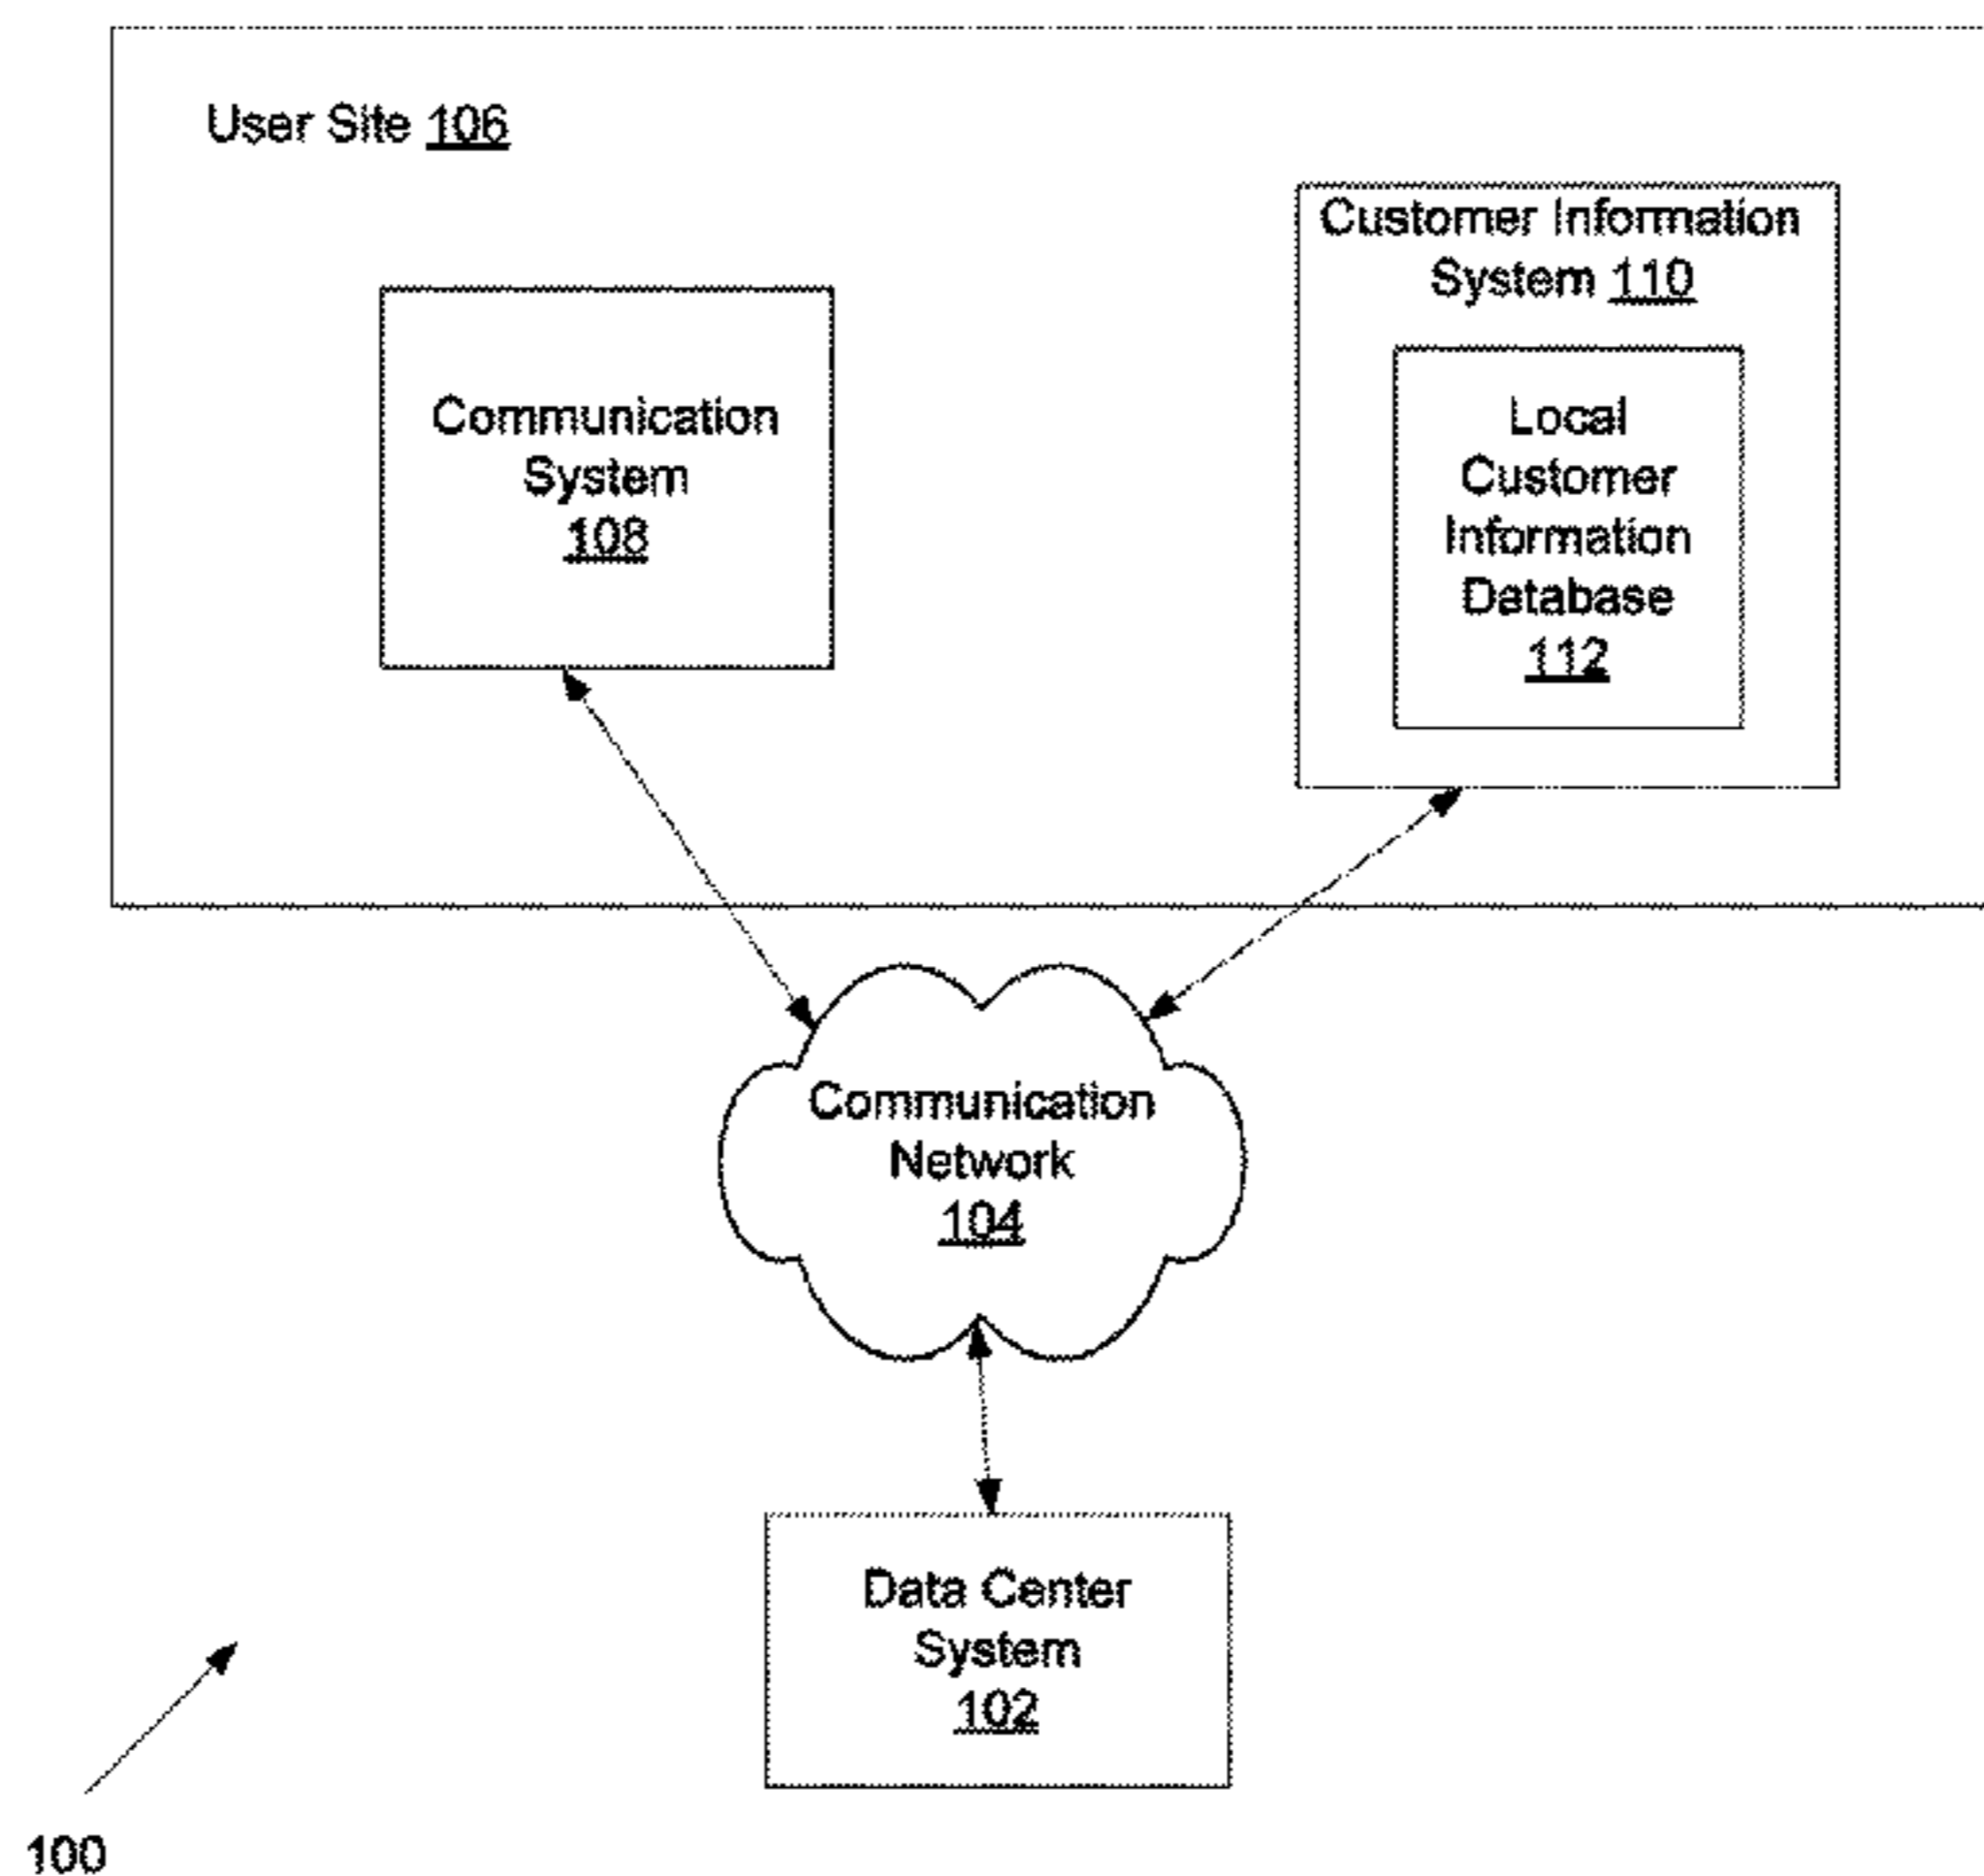 User Site 106
Customer Information
System 110
Communication
System
108
Local
Customer
Information
Database
112
Communication
Network
104
Data Center
System
102
100